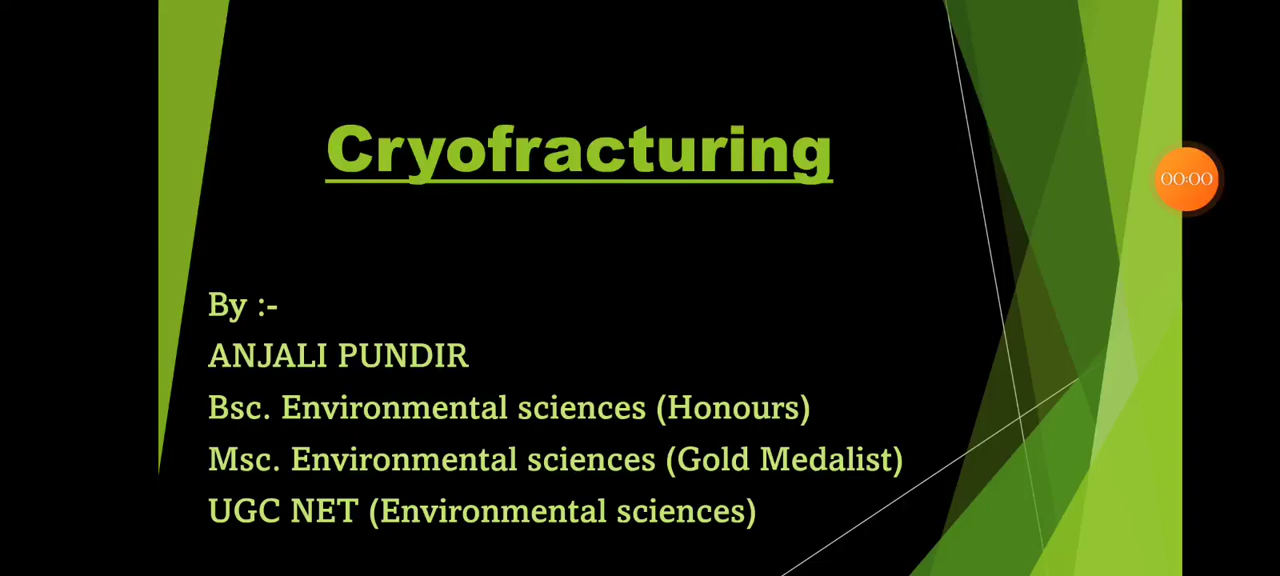 Cryofracturing
00:00
By :-
ANJALI PUNDIR
Bsc. Environmental sciences (Honours)
Msc. Environmental sciences (Gold Medalist)
UGC NET (Environmental sciences)